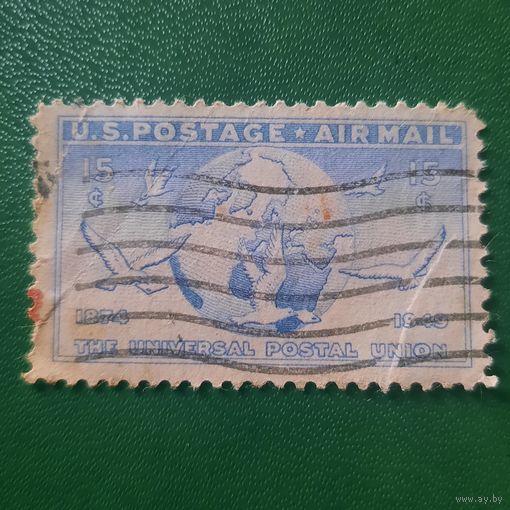 U.S. POSTAGE ★ AIR MAIL
15 ¢ 15 ¢
1874 1949
THE UNIVERSAL POSTAL UNION
www.ay.by